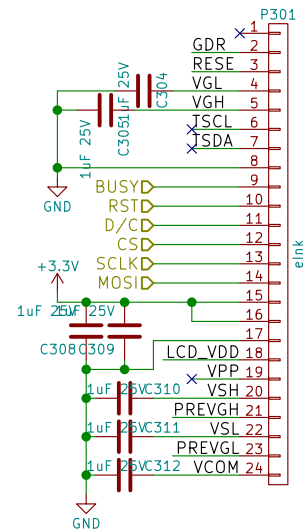 P301
1
GDR 2
RESE 3
1uF 25V C304 VGL 4
1uF 25V C305 VGH 5
TSCL 6
TSDA 7
8
GND
BUSY 9
RST 10
D/C 11
CS 12
SCLK 13
MOSI 14
eInk
+3.3V
15
1uF 25V 1uF 25V
16
17
C308 C309
LCD_VDD 18
VPP 19
1uF 25V C310 VSH 20
PREVGH 21
1uF 25V C311 VSL 22
PREVGL 23
1uF 25V C312 VCOM 24
GND